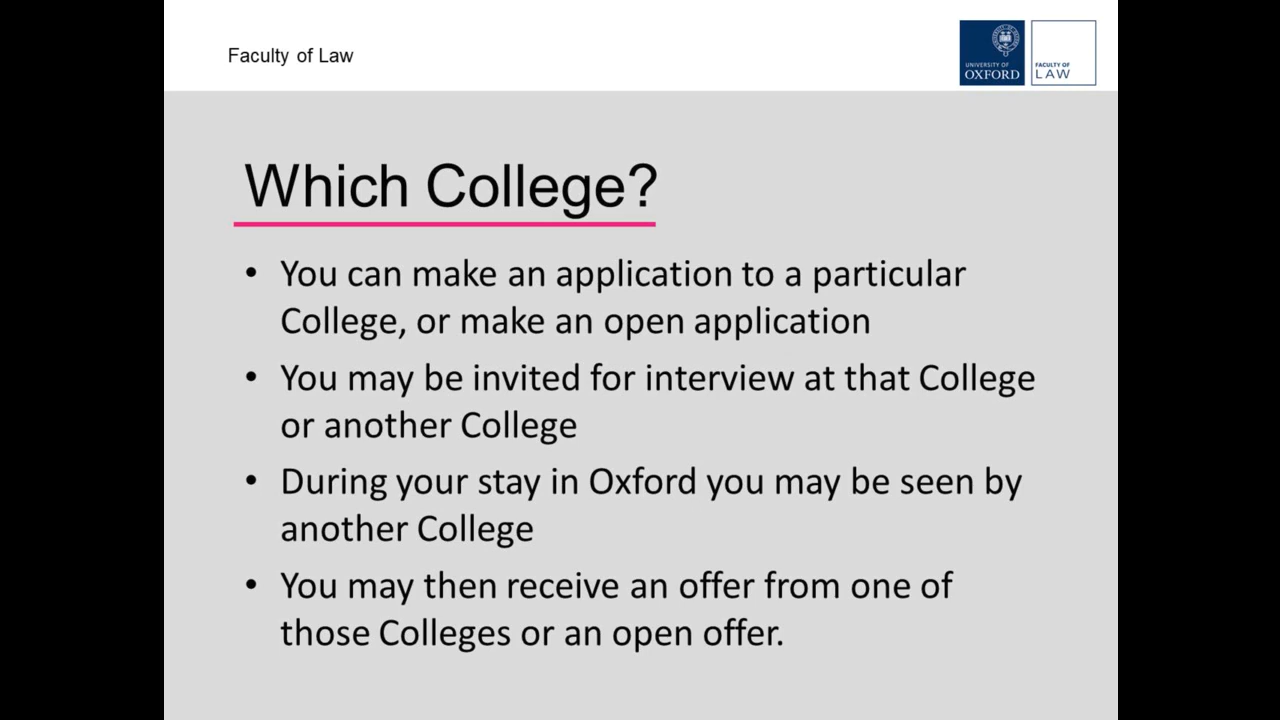 Faculty of Law
UNIVERSITY OF
OXFORD
FACULTY OF
LAW
Which College?
• You can make an application to a particular
College, or make an open application
• You may be invited for interview at that College
or another College
• During your stay in Oxford you may be seen by
another College
• You may then receive an offer from one of
those Colleges or an open offer.